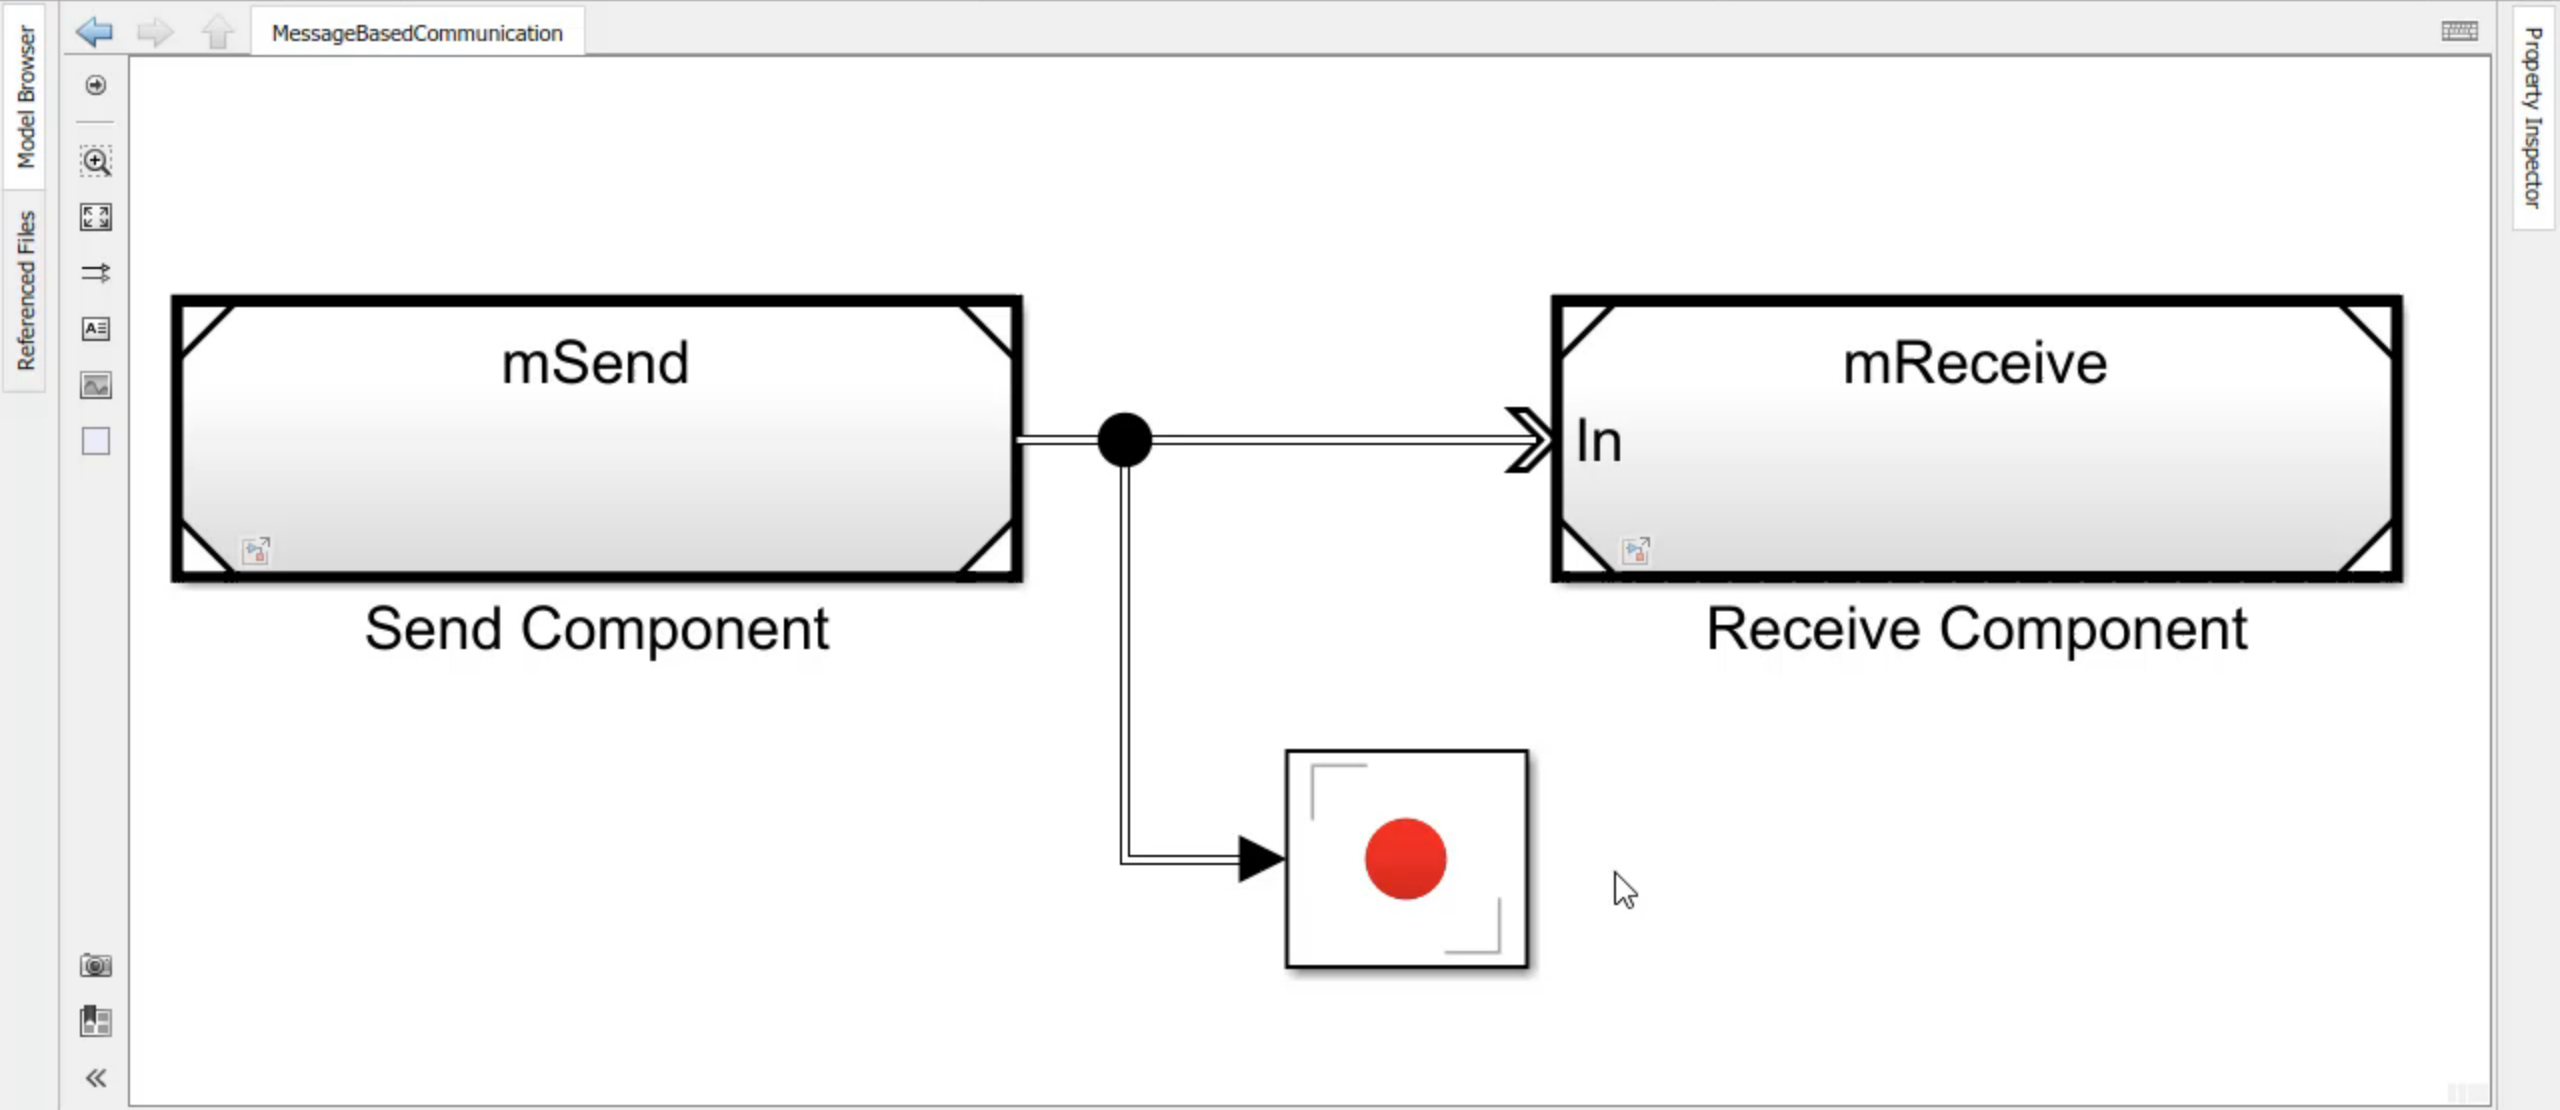 MessageBasedCommunication
Model Browser
Referenced Files
Property Inspector
mSend
Send Component
mReceive
In
Receive Component